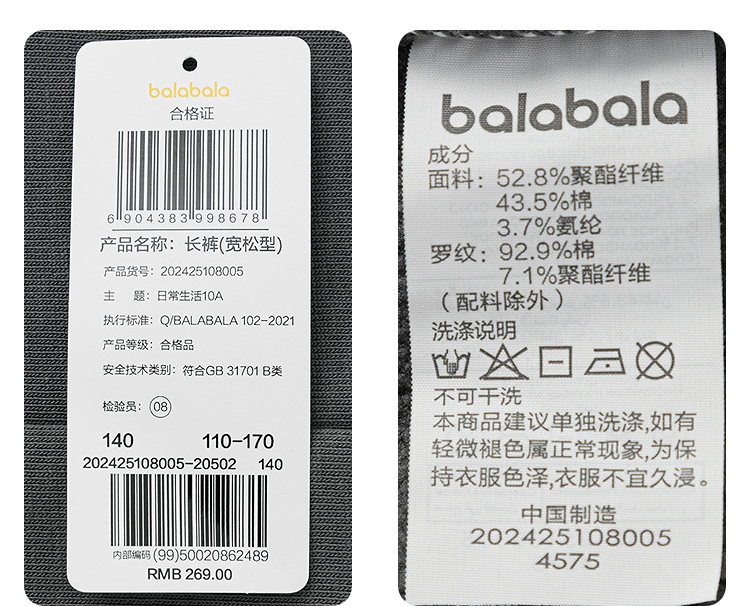 balabala
合格证
6 904383 998678
产品名称：长裤(宽松型)
产品货号：202425108005
主　题：日常生活10A
执行标准：Q/BALABALA 102-2021
产品等级：合格品
安全技术类别：符合GB 31701 B类
检验员：08
140 110-170
202425108005-20502 140
内部编码 (99)50020862489
RMB 269.00
balabala
成分
面料：52.8%聚酯纤维
43.5%棉
3.7%氨纶
罗纹：92.9%棉
7.1%聚酯纤维
（配料除外）
洗涤说明
不可干洗
本商品建议单独洗涤,如有
轻微褪色属正常现象,为保
持衣服色泽,衣服不宜久浸。
中国制造
202425108005
4575